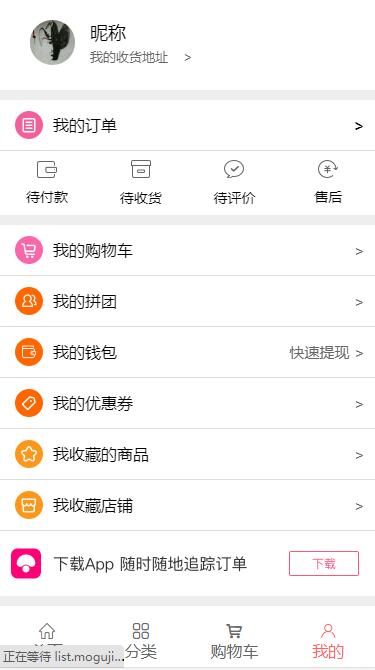 昵称
我的收货地址 >
我的订单 >
待付款 待收货 待评价 售后
我的购物车 >
我的拼团 >
我的钱包 快速提现 >
我的优惠券 >
我收藏的商品 >
我收藏店铺 >
下载App 随时随地追踪订单 下载
分类 购物车 我的
正在等待 list.moguji...